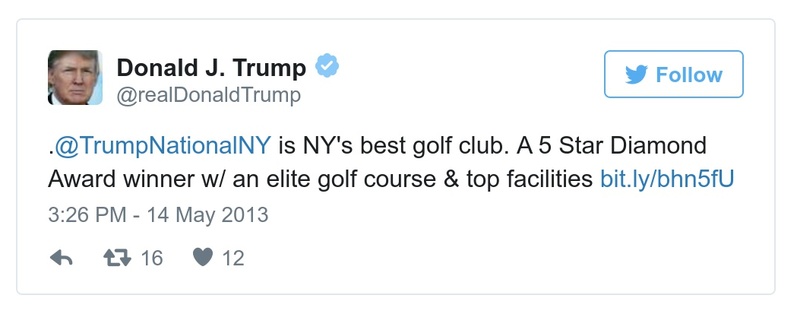 Donald J. Trump
@realDonaldTrump
Follow
.@TrumpNationalNY is NY's best golf club. A 5 Star Diamond
Award winner w/ an elite golf course & top facilities bit.ly/bhn5fU
3:26 PM - 14 May 2013
16 12